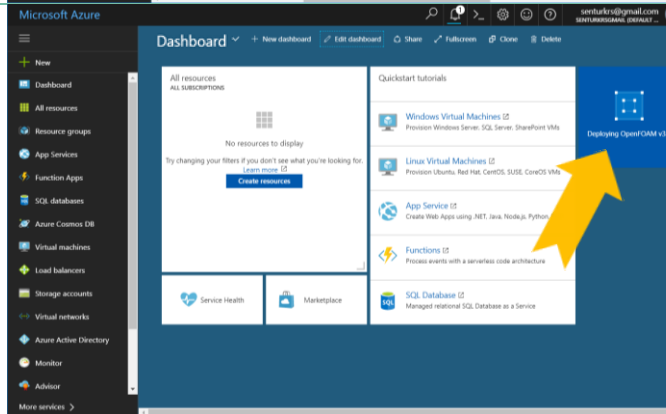 Microsoft Azure
1
senturkrs@gmail.com
SENTURKRSGMAIL (DEFAULT ...
Dashboard
+ New dashboard
Edit dashboard
Share
Fullscreen
Clone
Delete
New
Dashboard
All resources
Resource groups
App Services
Function Apps
SQL databases
Azure Cosmos DB
Virtual machines
Load balancers
Storage accounts
Virtual networks
Azure Active Directory
Monitor
Advisor
More services >
All resources
ALL SUBSCRIPTIONS
No resources to display
Try changing your filters if you don't see what you're looking for.
Learn more
Create resources
Service Health
Marketplace
Quickstart tutorials
Windows Virtual Machines
Provision Windows Server, SQL Server, SharePoint VMs
Linux Virtual Machines
Provision Ubuntu, Red Hat, CentOS, SUSE, CoreOS VMs
App Service
Create Web Apps using .NET, Java, Node.js, Python,
Functions
Process events with a serverless code architecture
SQL Database
SQL
Managed relational SQL Database as a Service
Deploying OpenFOAM v3